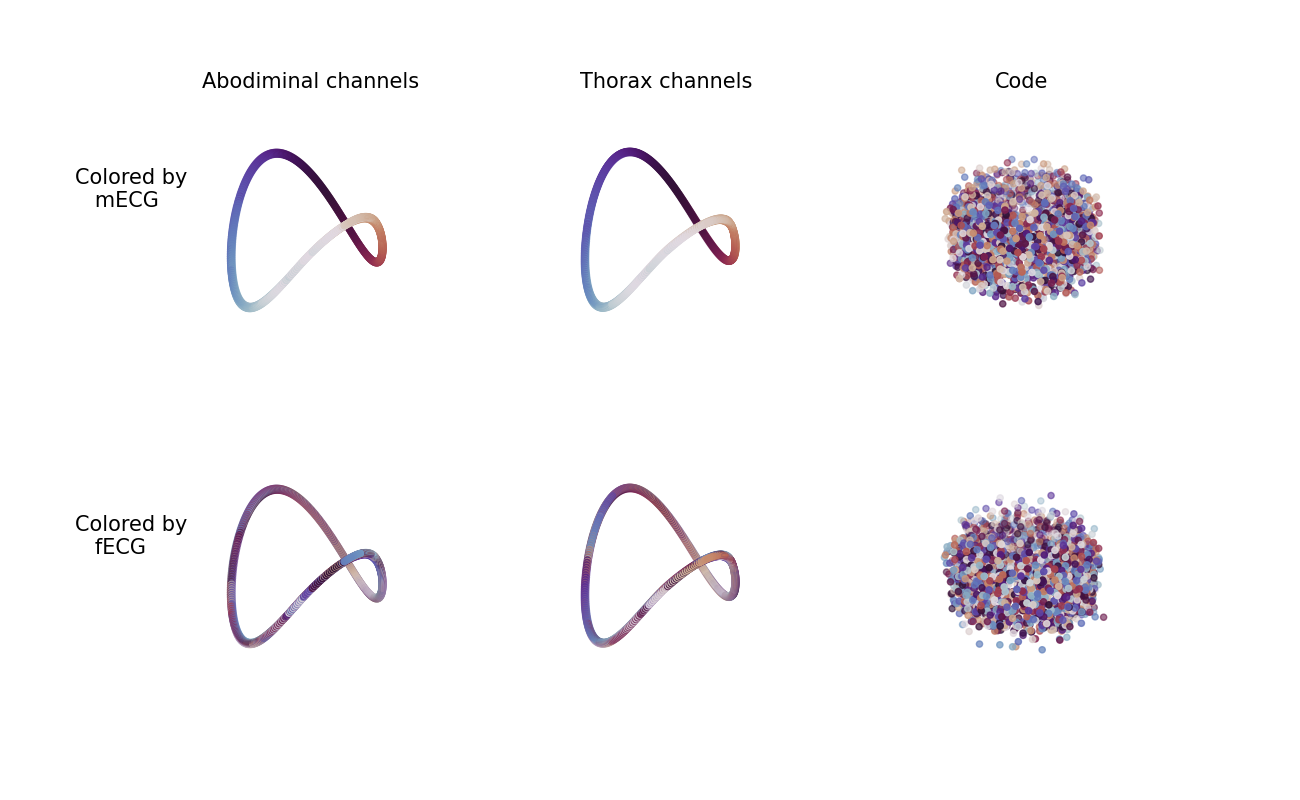 Abodiminal channels
Thorax channels
Code
Colored by
mECG
Colored by
fECG